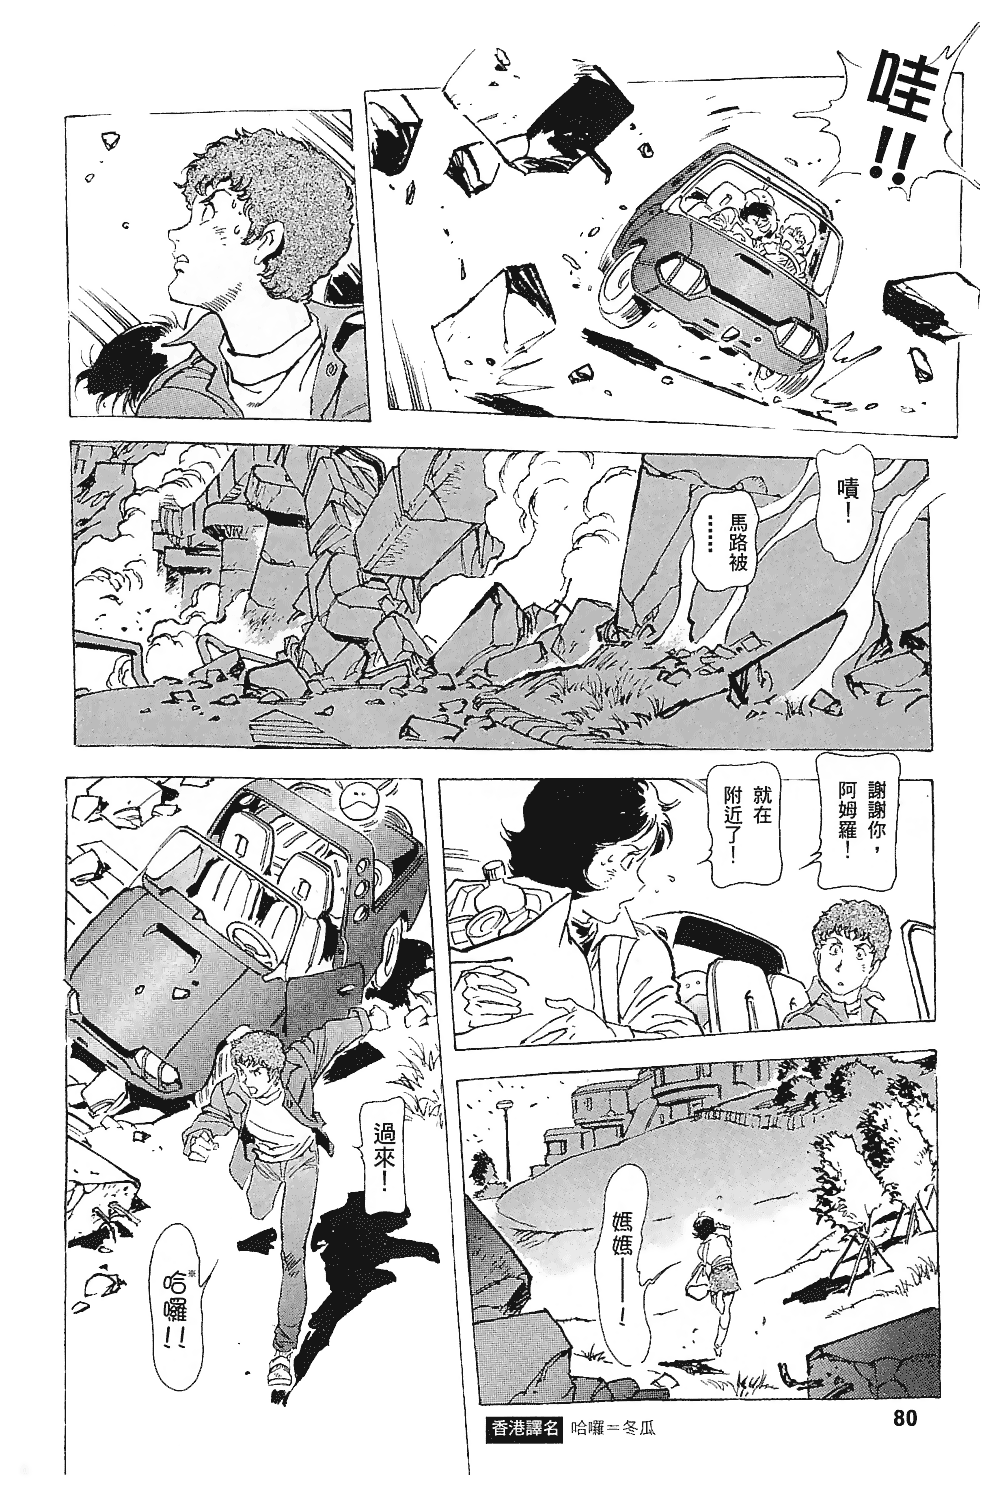 哇!!
嘖!
馬路被
⋯⋯
謝謝你，
阿姆羅!
就在
附近了!
媽媽——!
過來!
※
哈囉!!
香港譯名 哈囉=冬瓜
80